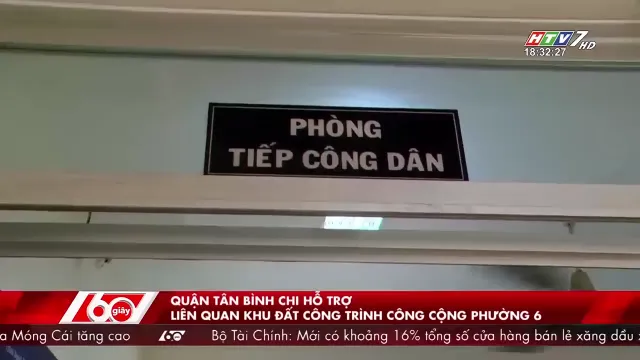 HTV7 HD
18:32:27
PHÒNG
TIẾP CÔNG DÂN
60 giây
QUẬN TÂN BÌNH CHI HỖ TRỢ
LIÊN QUAN KHU ĐẤT CÔNG TRÌNH CÔNG CỘNG PHƯỜNG 6
a Móng Cái tăng cao
60 Bộ Tài Chính: Mới có khoảng 16% tổng số cửa hàng bán lẻ xăng dầu